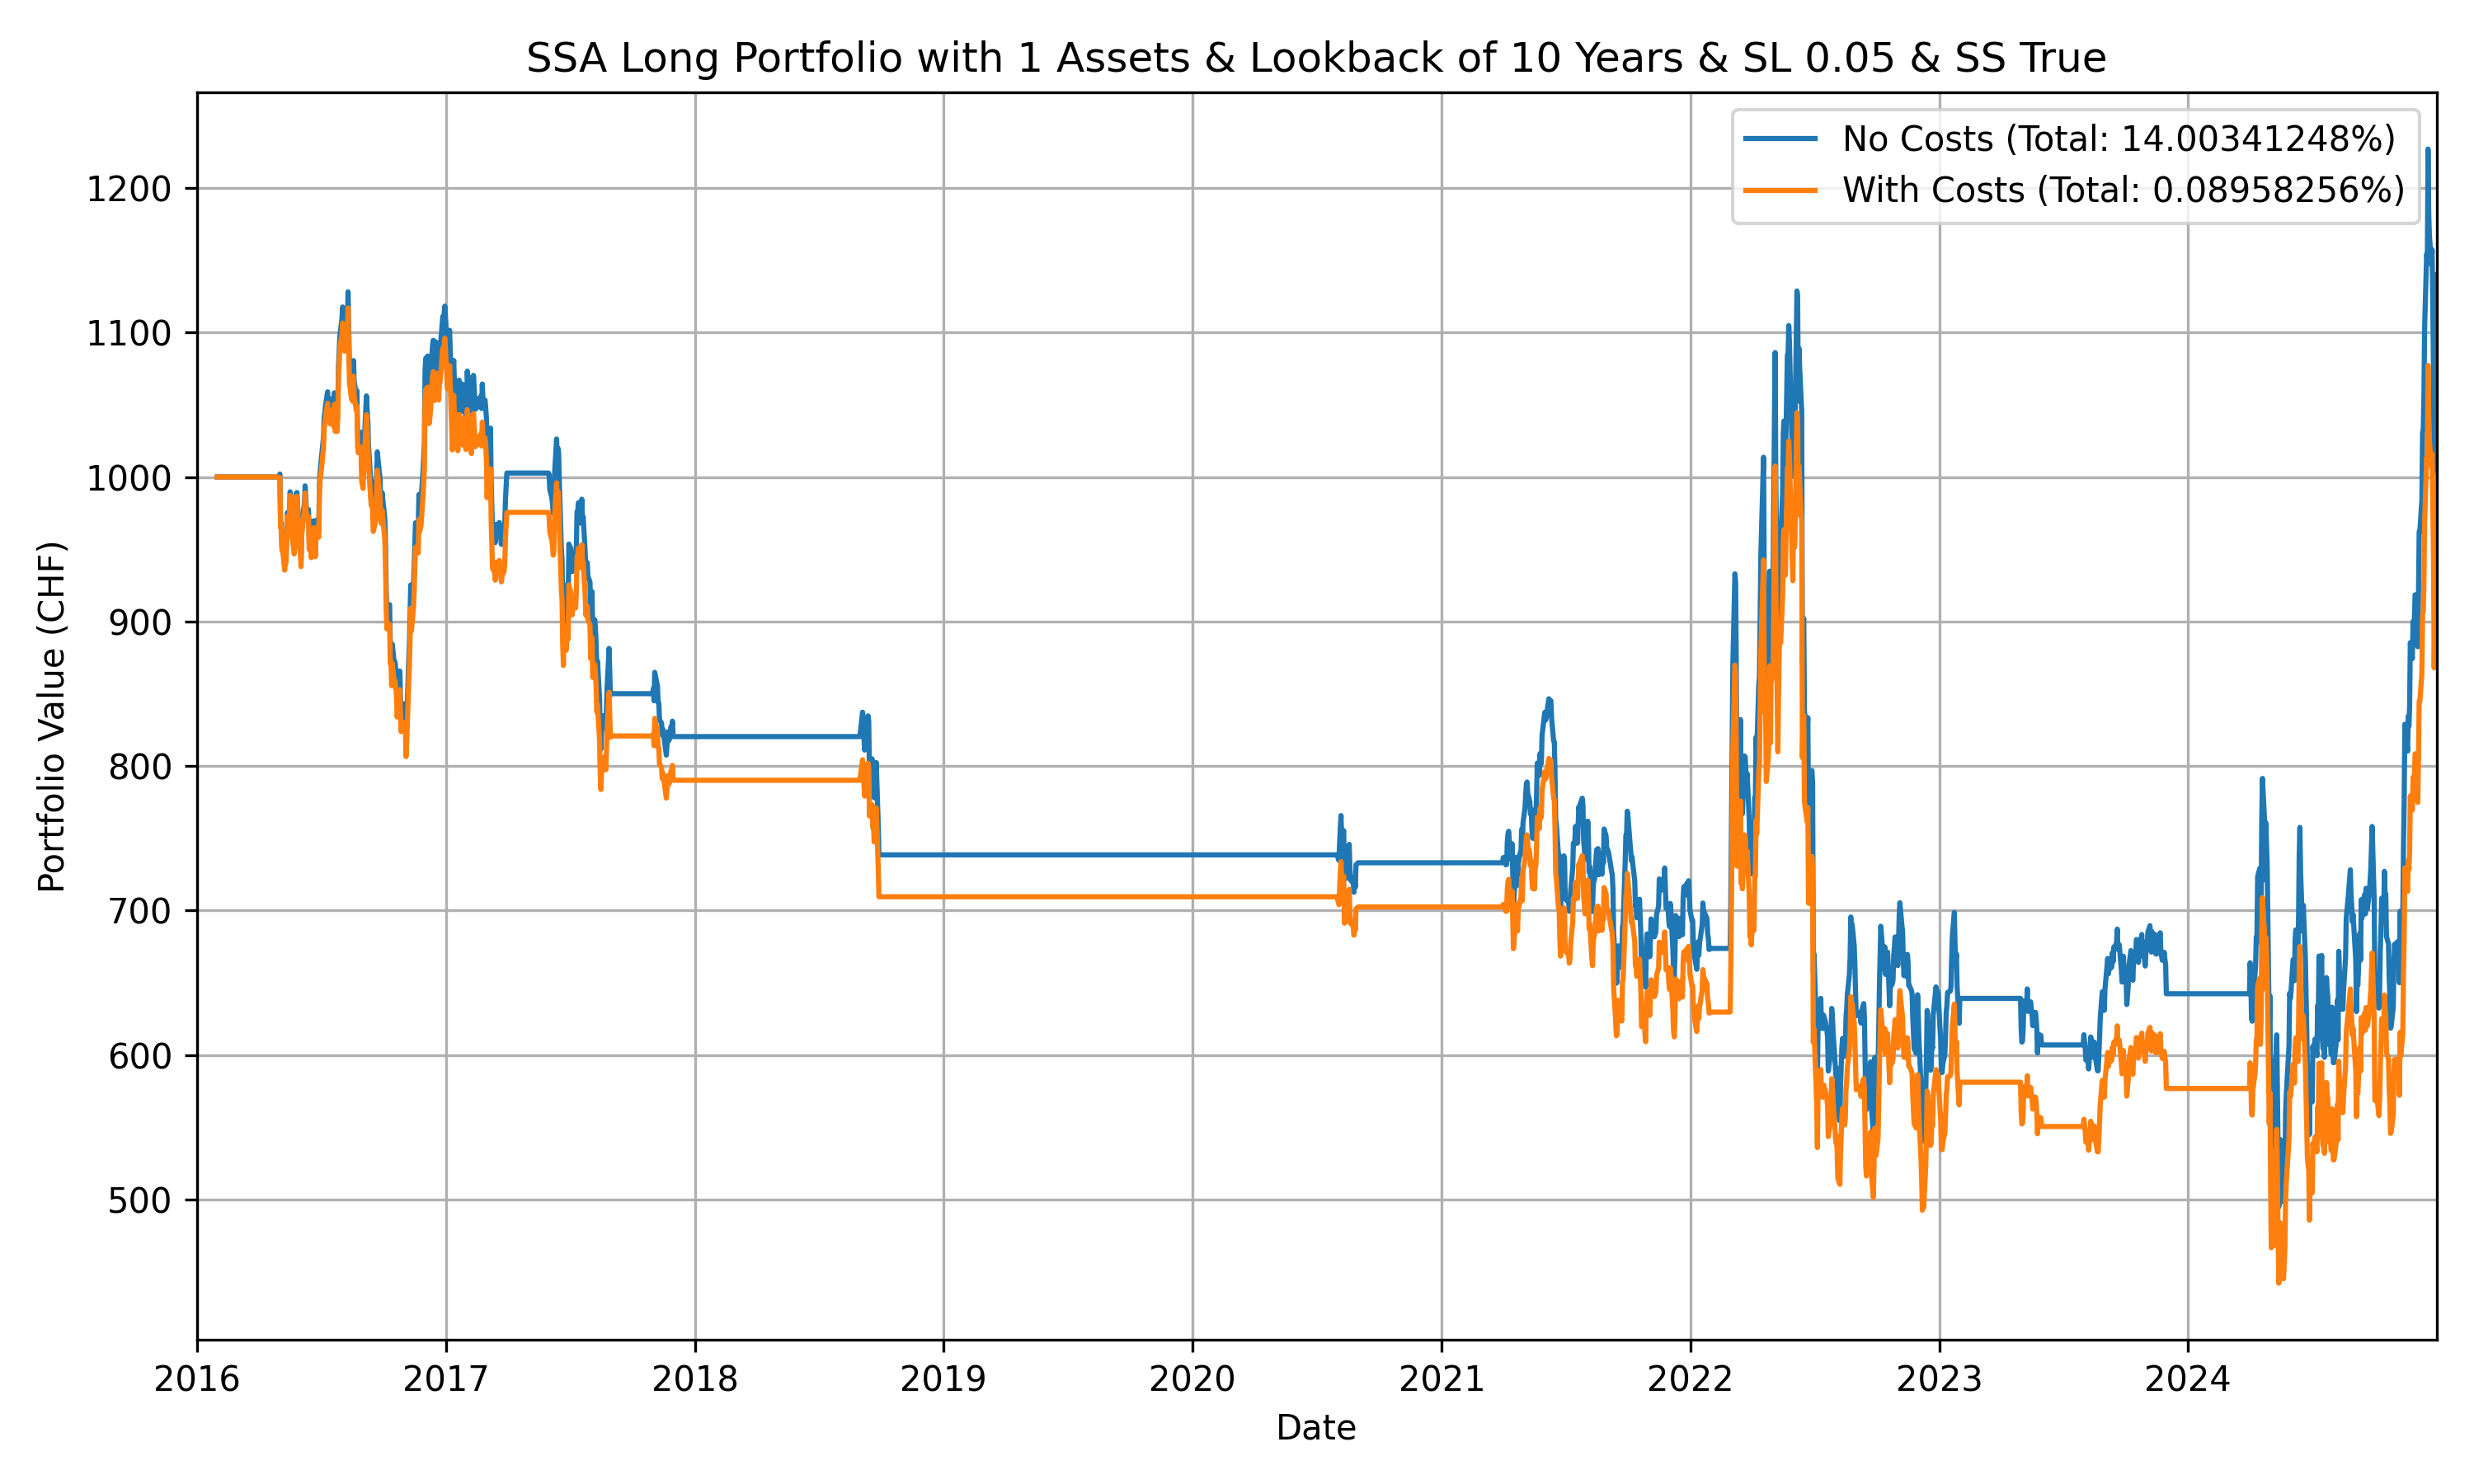 SSA Long Portfolio with 1 Assets & Lookback of 10 Years & SL 0.05 & SS True
No Costs (Total: 14.00341248%)
With Costs (Total: 0.08958256%)
Portfolio Value (CHF)
1200
1100
1000
900
800
700
600
500
2016 2017 2018 2019 2020 2021 2022 2023 2024
Date